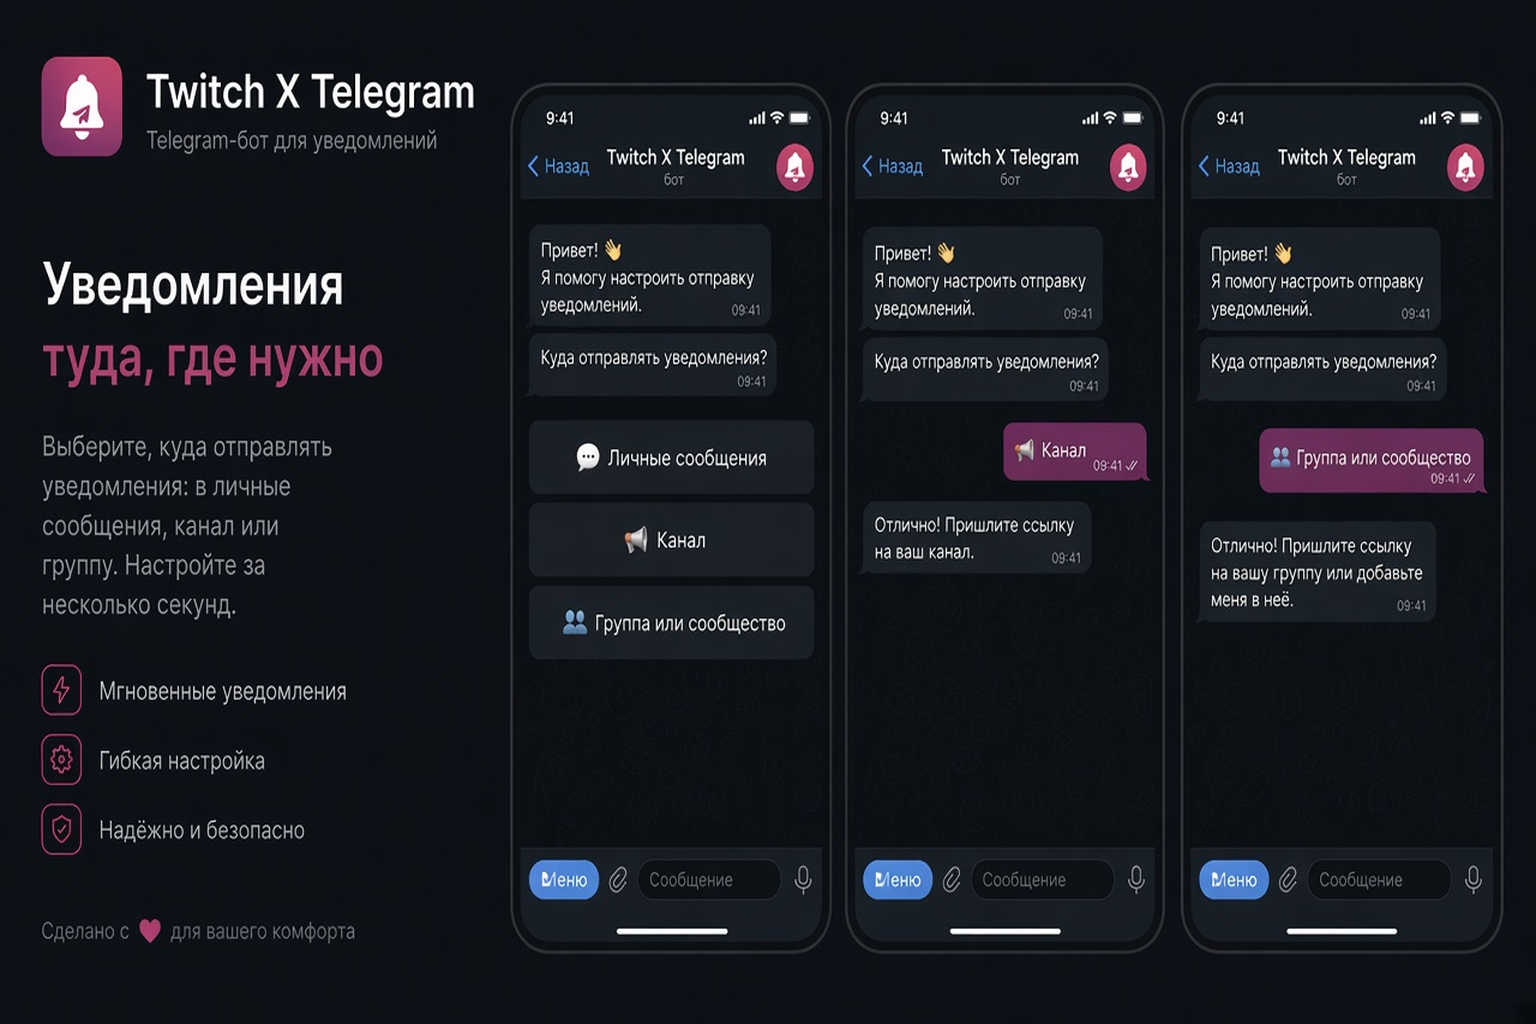 Twitch X Telegram
Telegram-бот для уведомлений
Уведомления
туда, где нужно
Выберите, куда отправлять
уведомления: в личные
сообщения, канал или
группу. Настройте за
несколько секунд.
Мгновенные уведомления
Гибкая настройка
Надёжно и безопасно
Сделано с ❤ для вашего комфорта
9:41
Назад
Twitch X Telegram
бот
Привет! 👋
Я помогу настроить отправку
уведомлений.
09:41
Куда отправлять уведомления?
09:41
💬 Личные сообщения
📢 Канал
👥 Группа или сообщество
Меню
Сообщение
9:41
Назад
Twitch X Telegram
бот
Привет! 👋
Я помогу настроить отправку
уведомлений.
09:41
Куда отправлять уведомления?
09:41
📢 Канал
09:41
Отлично! Пришлите ссылку
на ваш канал.
09:41
Меню
Сообщение
9:41
Назад
Twitch X Telegram
бот
Привет! 👋
Я помогу настроить отправку
уведомлений.
09:41
Куда отправлять уведомления?
09:41
👥 Группа или сообщество
09:41
Отлично! Пришлите ссылку
на вашу группу или добавьте
меня в неё.
09:41
Меню
Сообщение